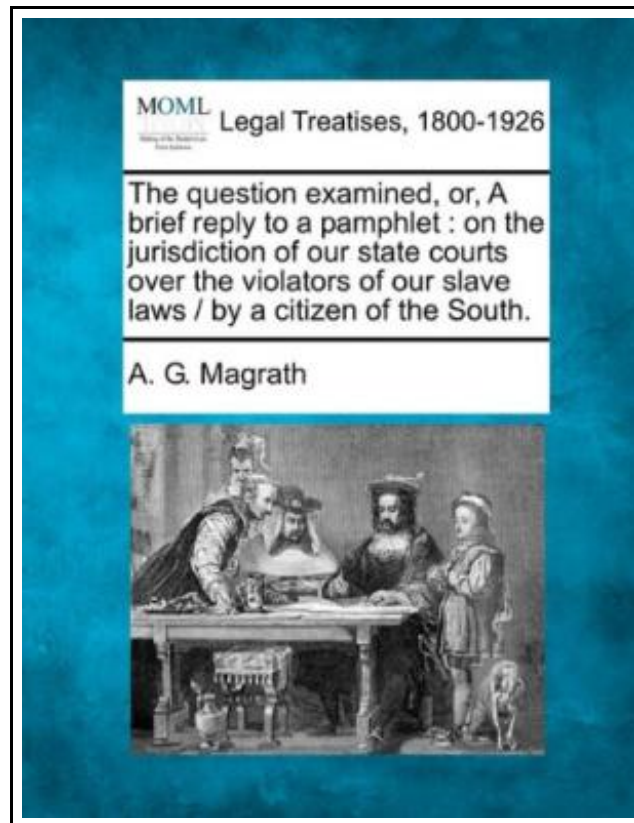 MOML
Legal Treatises, 1800-1926
The question examined, or, A
brief reply to a pamphlet : on the
jurisdiction of our state courts
over the violators of our slave
laws / by a citizen of the South.
A. G. Magrath